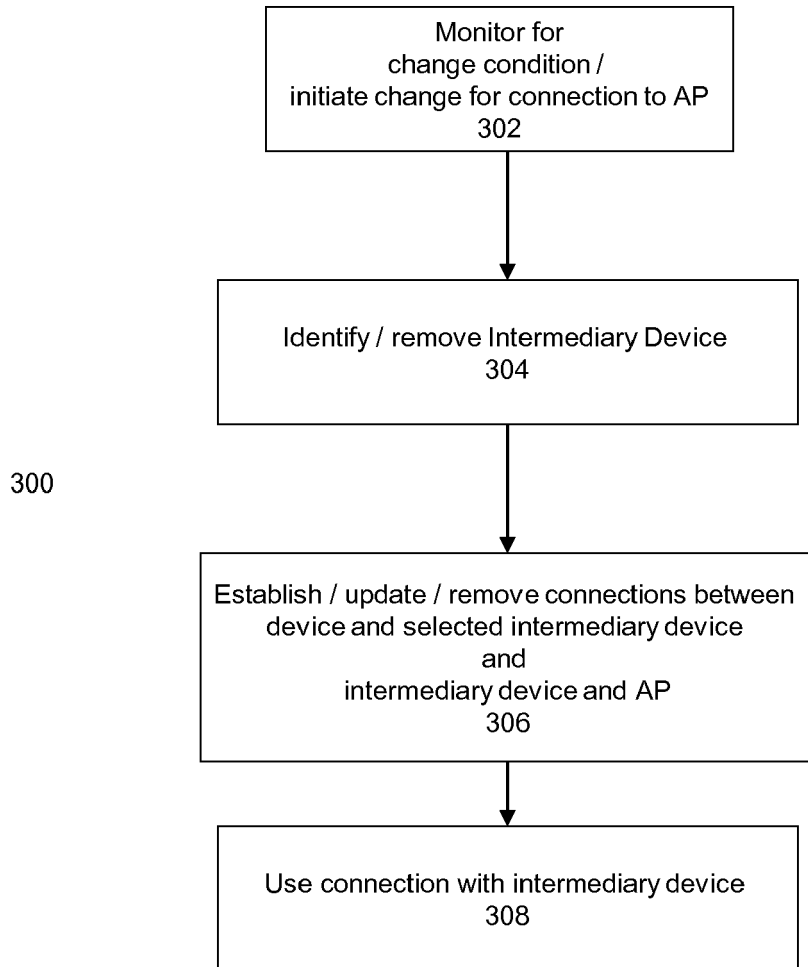 Monitor for
change condition /
initiate change for connection to AP
302
Identify / remove Intermediary Device
304
300
Establish / update / remove connections between
device and selected intermediary device
and
intermediary device and AP
306
Use connection with intermediary device
308